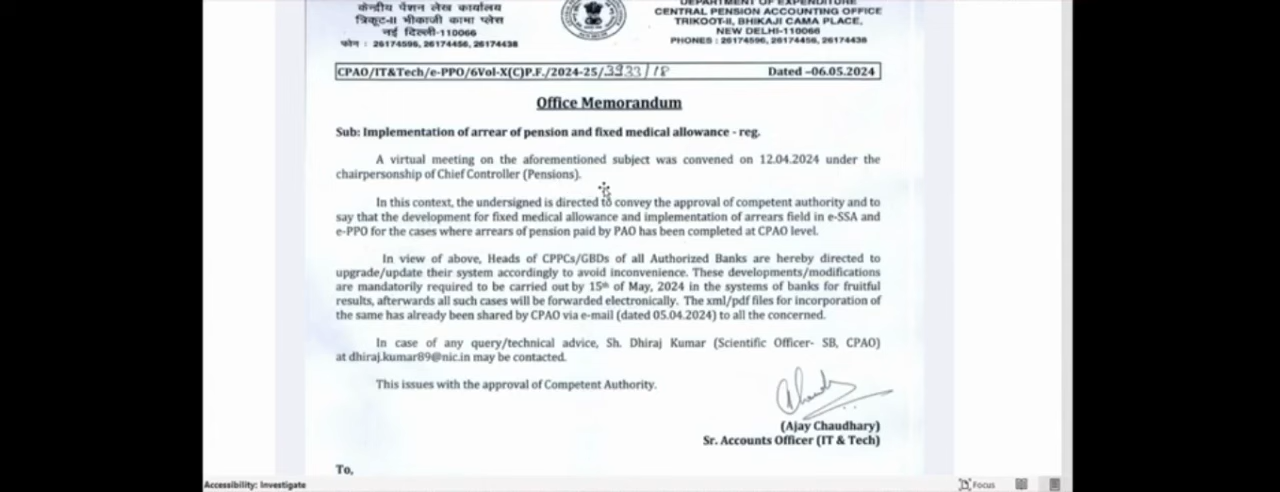 केन्द्रीय पेंशन लेखा कार्यालय
त्रिकूट-II भीकाजी कामा प्लेस
नई दिल्ली-110066
फोन : 26174596, 26174456, 26174438
DEPARTMENT OF EXPENDITURE
CENTRAL PENSION ACCOUNTING OFFICE
TRIKOOT-II, BHIKAJI CAMA PLACE,
NEW DELHI-110066
PHONES : 26174596, 26174456, 26174438
CPAO/IT&Tech/e-PPO/6Vol-X(C)P.F./2024-25/3933/18 Dated –06.05.2024
Office Memorandum
Sub: Implementation of arrear of pension and fixed medical allowance - reg.
A virtual meeting on the aforementioned subject was convened on 12.04.2024 under the
chairpersonship of Chief Controller (Pensions).
In this context, the undersigned is directed to convey the approval of competent authority and to
say that the development for fixed medical allowance and implementation of arrears field in e-SSA and
e-PPO for the cases where arrears of pension paid by PAO has been completed at CPAO level.
In view of above, Heads of CPPCs/GBDs of all Authorized Banks are hereby directed to
upgrade/update their system accordingly to avoid inconvenience. These developments/modifications
are mandatorily required to be carried out by 15th of May, 2024 in the systems of banks for fruitful
results, afterwards all such cases will be forwarded electronically. The xml/pdf files for incorporation of
the same has already been shared by CPAO via e-mail (dated 05.04.2024) to all the concerned.
In case of any query/technical advice, Sh. Dhiraj Kumar (Scientific Officer- SB, CPAO)
at dhiraj.kumar89@nic.in may be contacted.
This issues with the approval of Competent Authority.
(Ajay Chaudhary)
Sr. Accounts Officer (IT & Tech)
To,
Accessibility: Investigate
Focus